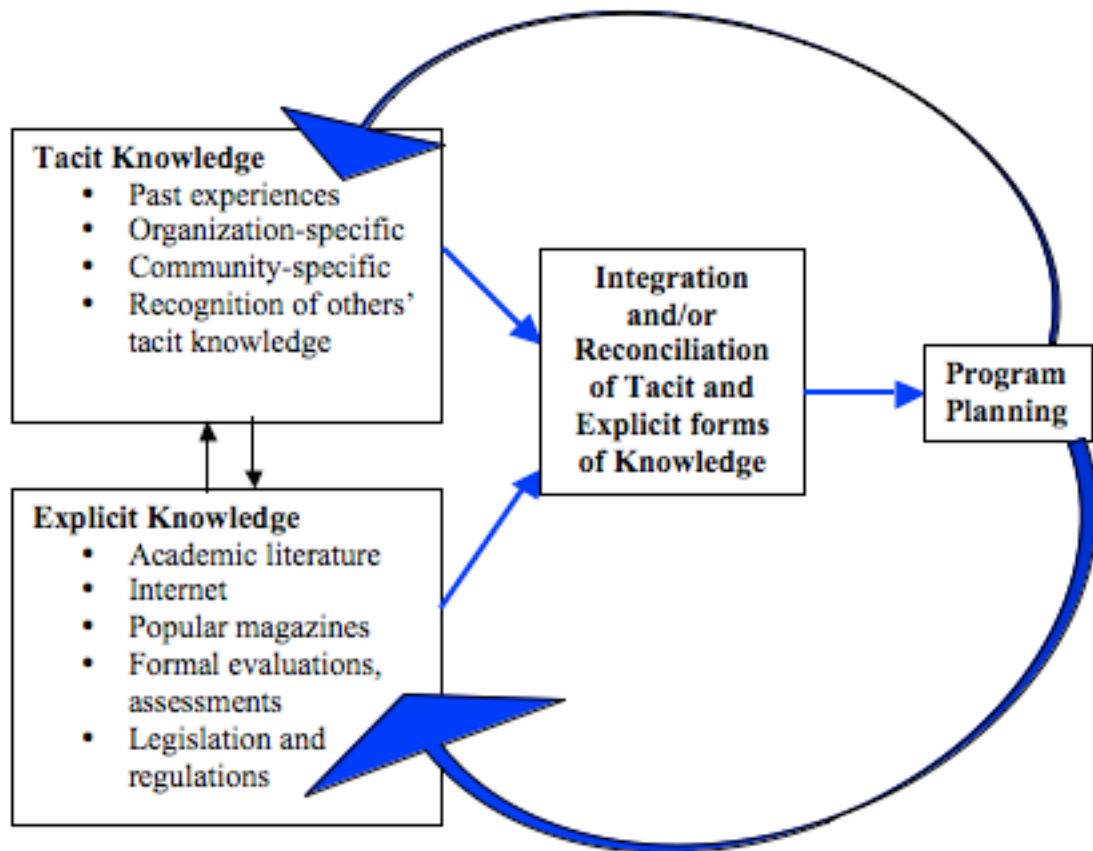 Tacit Knowledge
• Past experiences
• Organization-specific
• Community-specific
• Recognition of others’
tacit knowledge
Integration
and/or
Reconciliation
of Tacit and
Explicit forms
of Knowledge
Program
Planning
Explicit Knowledge
• Academic literature
• Internet
• Popular magazines
• Formal evaluations,
assessments
• Legislation and
regulations